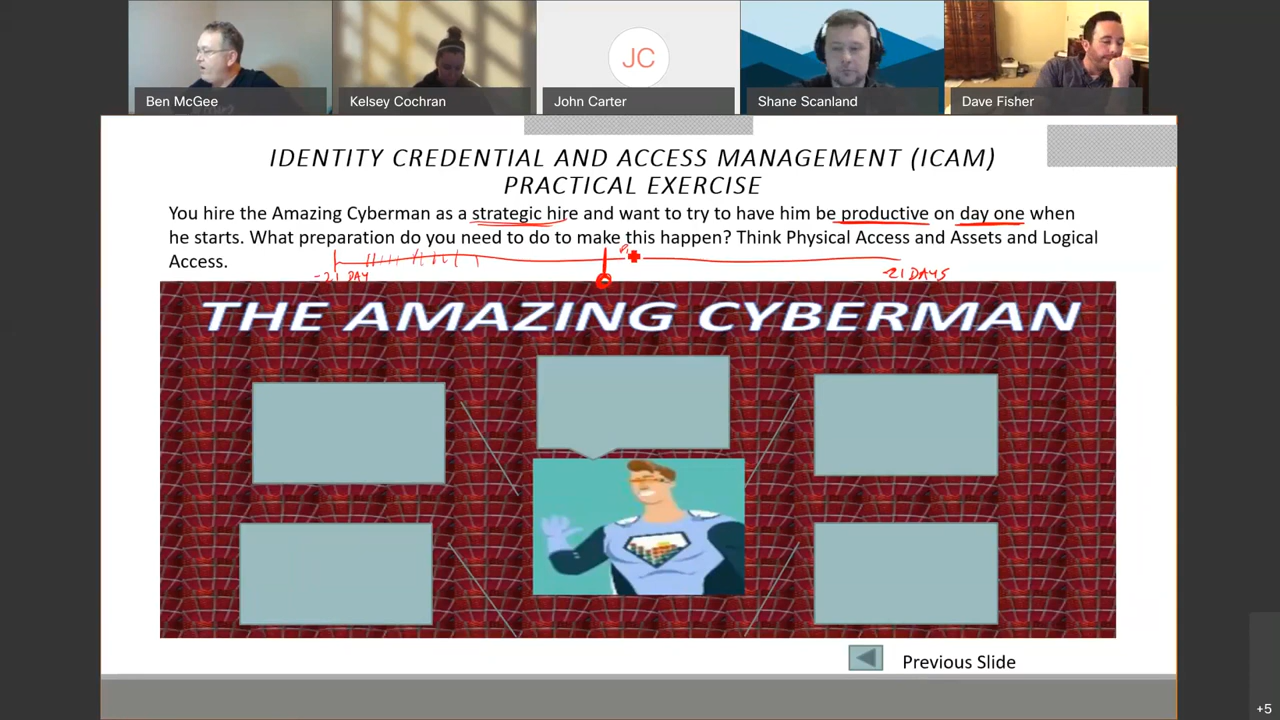 JC
Ben McGee
Kelsey Cochran
John Carter
Shane Scanland
Dave Fisher
IDENTITY CREDENTIAL AND ACCESS MANAGEMENT (ICAM)
PRACTICAL EXERCISE
You hire the Amazing Cyberman as a strategic hire and want to try to have him be productive on day one when
he starts. What preparation do you need to do to make this happen? Think Physical Access and Assets and Logical
Access.
-21 DAY
-21 DAYS
THE AMAZING CYBERMAN
Previous Slide
+5